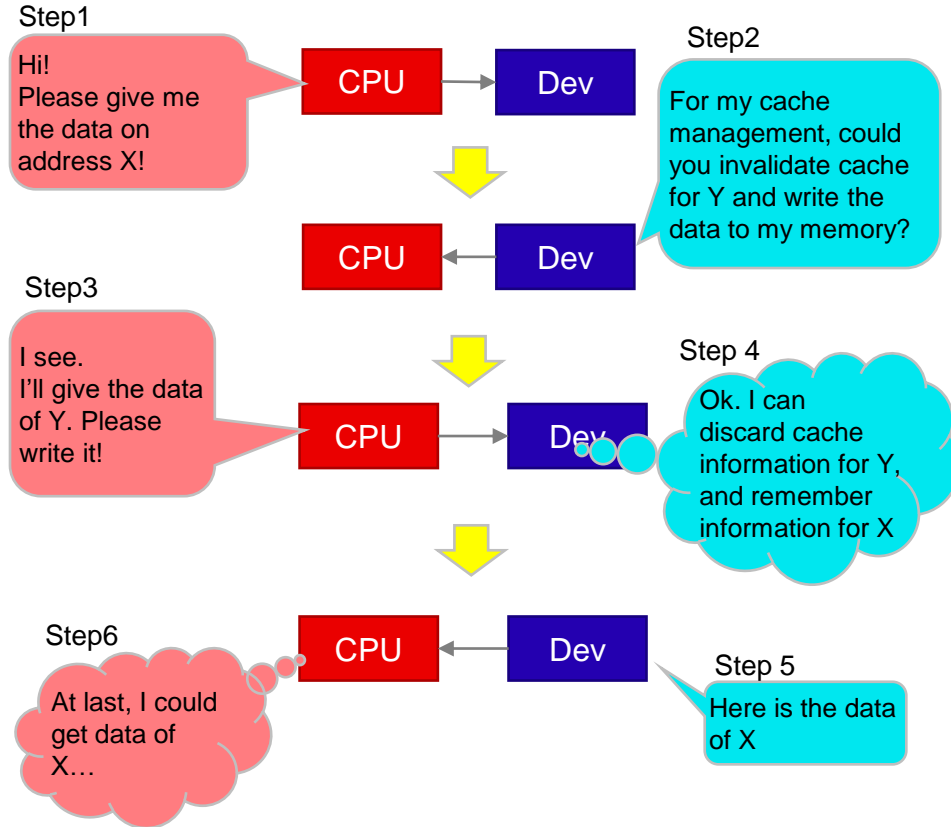 Step1
Hi!
Please give me
the data on
address X!
CPU
Dev
Step2
For my cache
management, could
you invalidate cache
for Y and write the
data to my memory?
CPU
Dev
Step3
I see.
I’ll give the data
of Y. Please
write it!
CPU
Dev
Step 4
Ok. I can
discard cache
information for Y,
and remember
information for X
CPU
Dev
Step 5
Here is the data
of X
Step6
At last, I could
get data of
X…